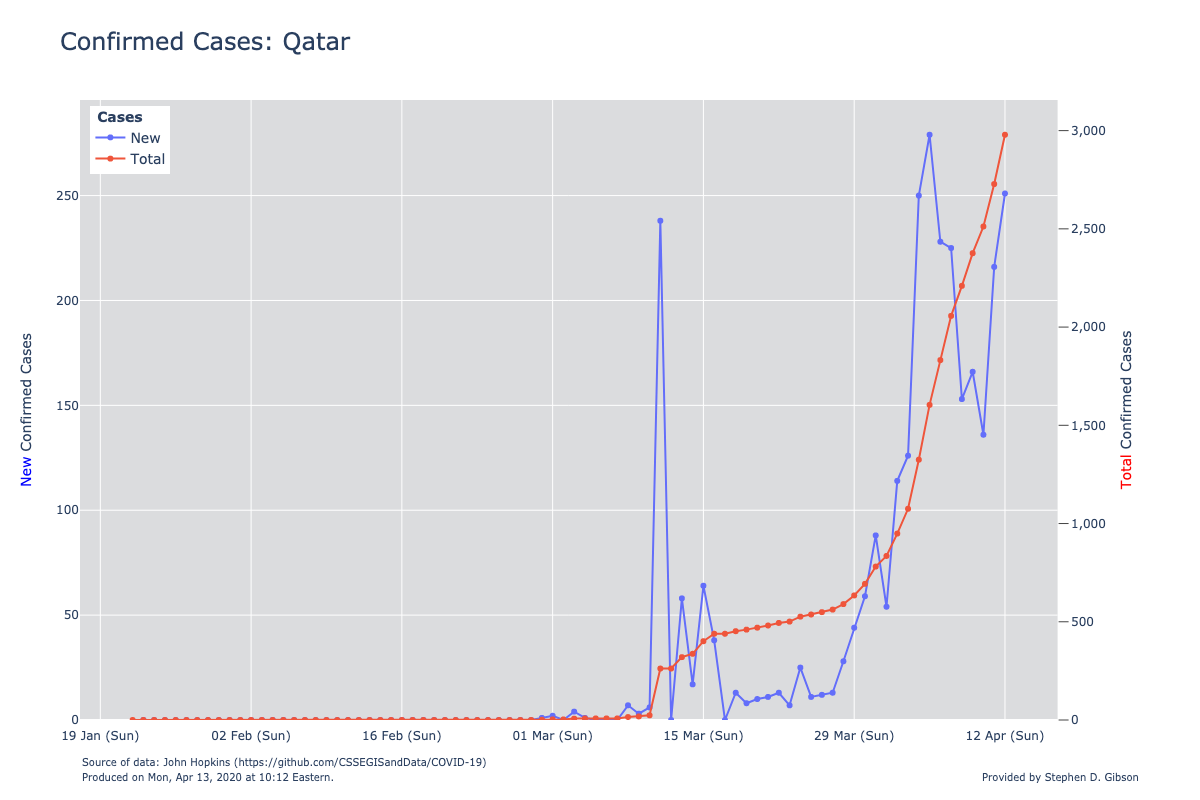 Confirmed Cases: Qatar
Cases
New
Total
250
200
150
100
50
0
New Confirmed Cases
3,000
2,500
2,000
1,500
1,000
500
0
Total Confirmed Cases
19 Jan (Sun) 02 Feb (Sun) 16 Feb (Sun) 01 Mar (Sun) 15 Mar (Sun) 29 Mar (Sun) 12 Apr (Sun)
Source of data: John Hopkins (https://github.com/CSSEGISandData/COVID-19)
Produced on Mon, Apr 13, 2020 at 10:12 Eastern.
Provided by Stephen D. Gibson